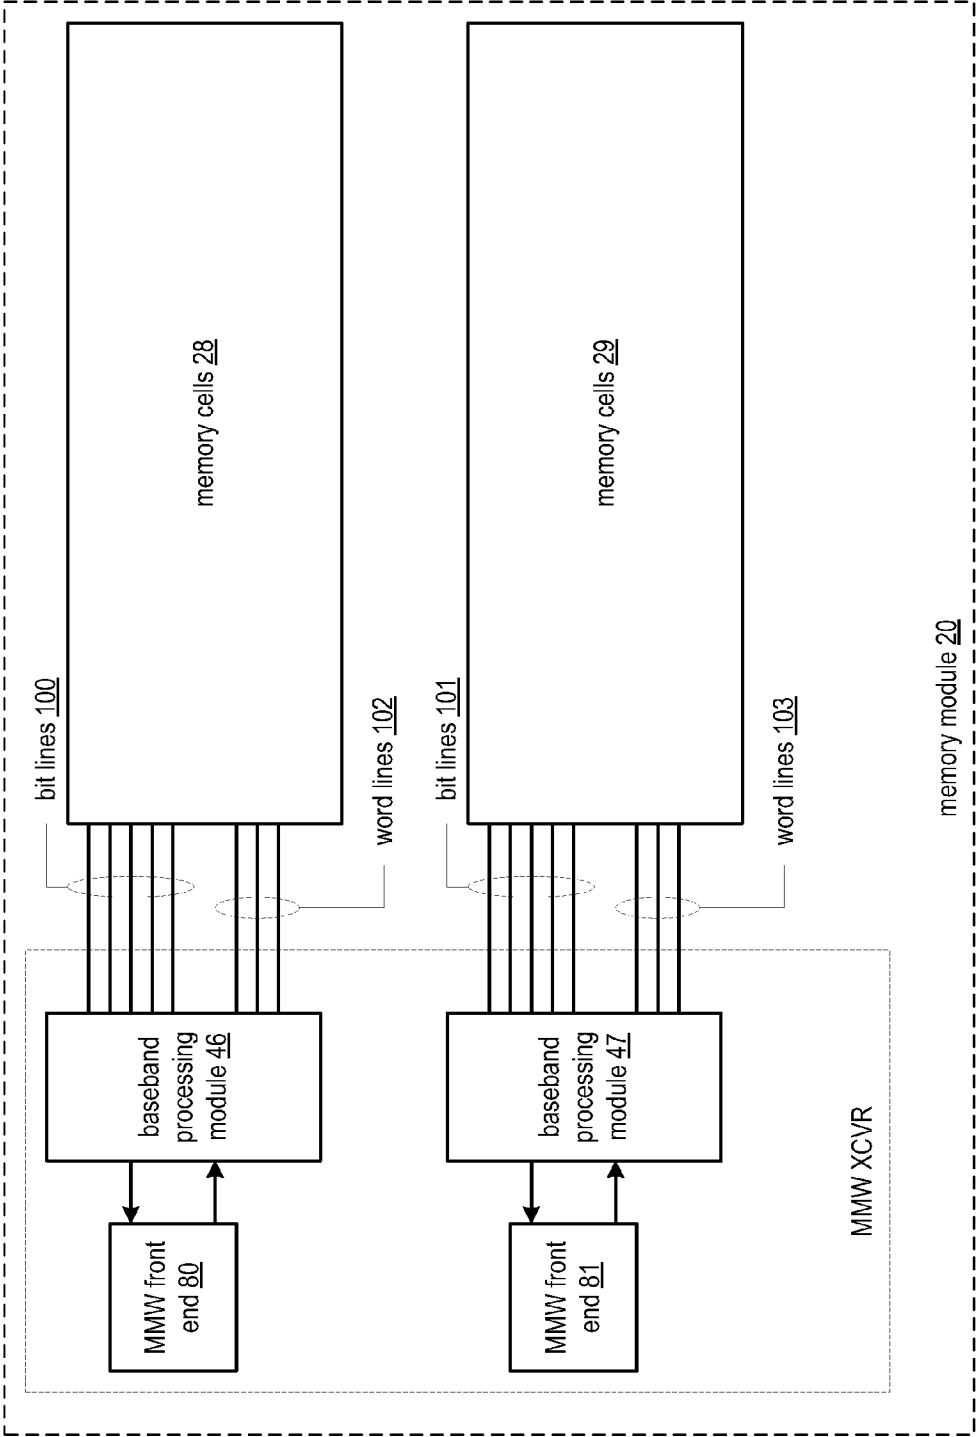 MMW front
end 80
baseband
processing
module 46
bit lines 100
word lines 102
memory cells 28
MMW front
end 81
baseband
processing
module 47
bit lines 101
word lines 103
memory cells 29
MMW XCVR
memory module 20